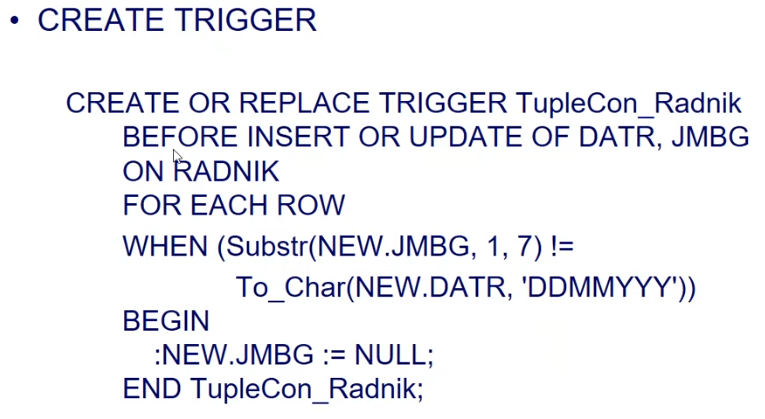 • CREATE TRIGGER
CREATE OR REPLACE TRIGGER TupleCon_Radnik
BEFORE INSERT OR UPDATE OF DATR, JMBG
ON RADNIK
FOR EACH ROW
WHEN (Substr(NEW.JMBG, 1, 7) !=
To_Char(NEW.DATR, 'DDMMYYY'))
BEGIN
:NEW.JMBG := NULL;
END TupleCon_Radnik;